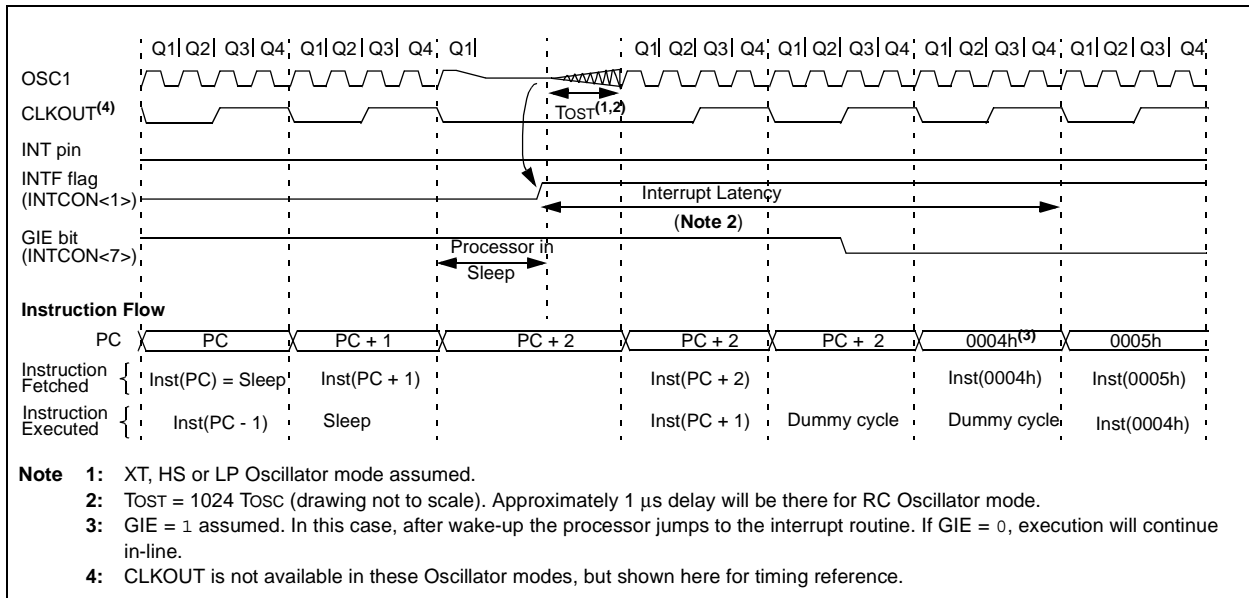 Q1 Q2 Q3 Q4 Q1 Q2 Q3 Q4 Q1 Q1 Q2 Q3 Q4 Q1 Q2 Q3 Q4 Q1 Q2 Q3 Q4 Q1 Q2 Q3 Q4
OSC1
TOST(1,2)
CLKOUT(4)
INT pin
INTF flag
(INTCON<1>)
Interrupt Latency
(Note 2)
GIE bit
(INTCON<7>)
Processor in
Sleep
Instruction Flow
PC PC PC + 1 PC + 2 PC + 2 PC + 2 0004h(3) 0005h
Instruction
Fetched
Inst(PC) = Sleep Inst(PC + 1) Inst(PC + 2) Inst(0004h) Inst(0005h)
Instruction
Executed
Inst(PC - 1) Sleep Inst(PC + 1) Dummy cycle Dummy cycle Inst(0004h)
Note 1: XT, HS or LP Oscillator mode assumed.
2: TOST = 1024 TOSC (drawing not to scale). Approximately 1 μs delay will be there for RC Oscillator mode.
3: GIE = 1 assumed. In this case, after wake-up the processor jumps to the interrupt routine. If GIE = 0, execution will continue
in-line.
4: CLKOUT is not available in these Oscillator modes, but shown here for timing reference.